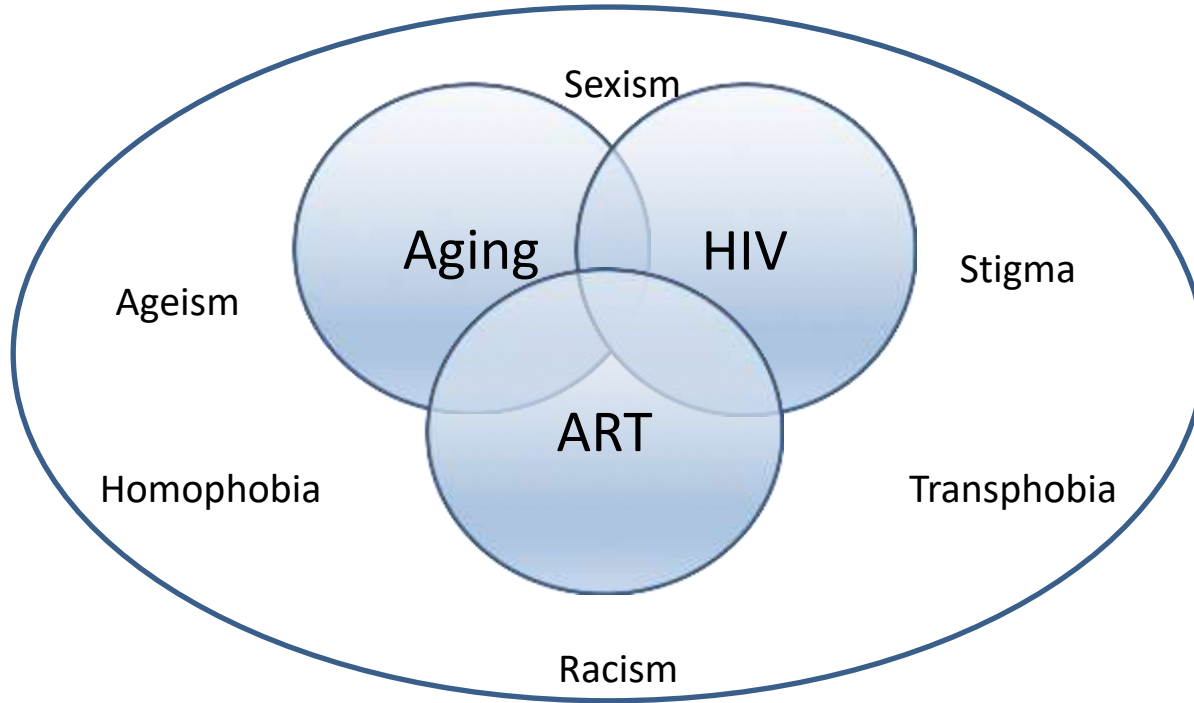 Sexism
Aging
HIV
Stigma
Ageism
ART
Homophobia
Transphobia
Racism